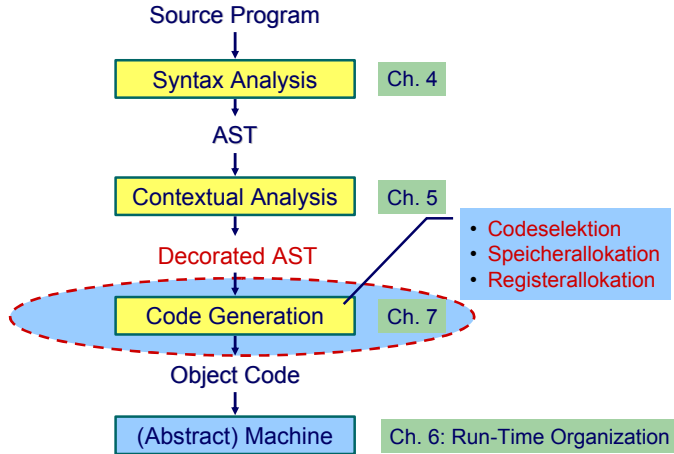 Source Program
Syntax Analysis
Ch. 4
AST
Contextual Analysis
Ch. 5
• Codeselektion
• Speicherallokation
• Registerallokation
Decorated AST
Code Generation
Ch. 7
Object Code
(Abstract) Machine
Ch. 6: Run-Time Organization